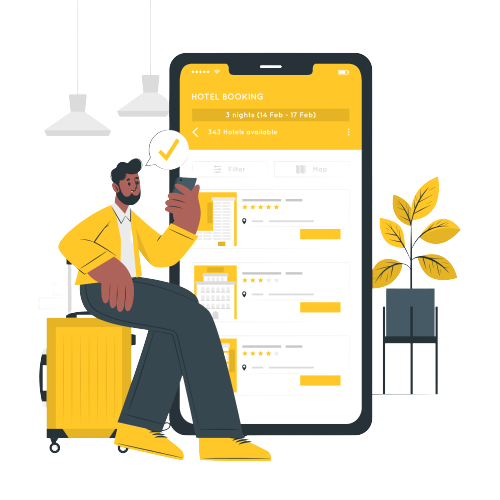 HOTEL BOOKING
3 nights (14 Feb - 17 Feb)
343 Hotels available
Filter
Map